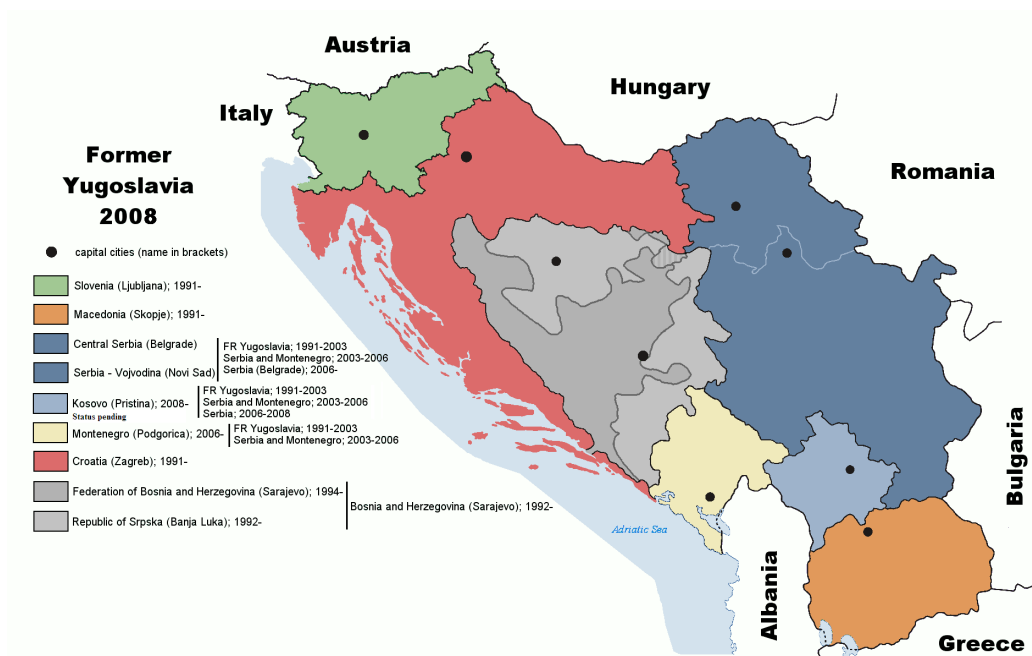 Austria
Hungary
Italy
Romania
Former
Yugoslavia
2008
capital cities (name in brackets)
Slovenia (Ljubljana); 1991-
Macedonia (Skopje); 1991-
Central Serbia (Belgrade)
Serbia - Vojvodina (Novi Sad)
FR Yugoslavia; 1991-2003
Serbia and Montenegro; 2003-2006
Serbia (Belgrade); 2006-
Kosovo (Pristina); 2008-
Status pending
FR Yugoslavia; 1991-2003
Serbia and Montenegro; 2003-2006
Serbia; 2006-2008
Montenegro (Podgorica); 2006-
FR Yugoslavia; 1991-2003
Serbia and Montenegro; 2003-2006
Croatia (Zagreb); 1991-
Federation of Bosnia and Herzegovina (Sarajevo); 1994-
Republic of Srpska (Banja Luka); 1992-
Bosnia and Herzegovina (Sarajevo); 1992-
Adriatic Sea
Bulgaria
Albania
Greece